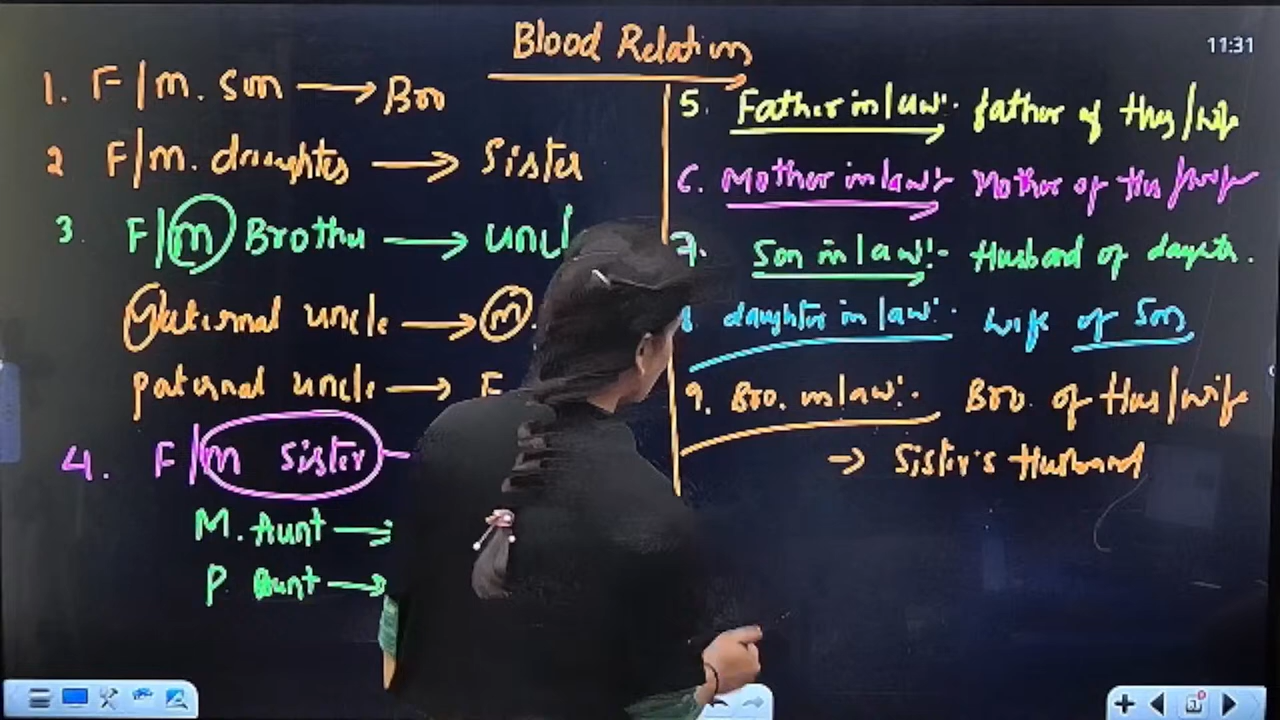 Blood Relation
11:31
1. F/m. Son → Bro
2 F/m. daughter → Sister
3. F/m Brother → uncl
maternal uncle → m.
paternal uncle → F
4. F/m Sister -
M. Aunt →
P. Aunt →
5. Father in law:- father of Hus/wife
6. Mother in law:- Mother of Hus/wife
7. Son in law:- Husband of daughter.
8. daughter in law:- wife of Son
9. Bro. in law:- Bro. of Hus/wife
→ Sister's Husband